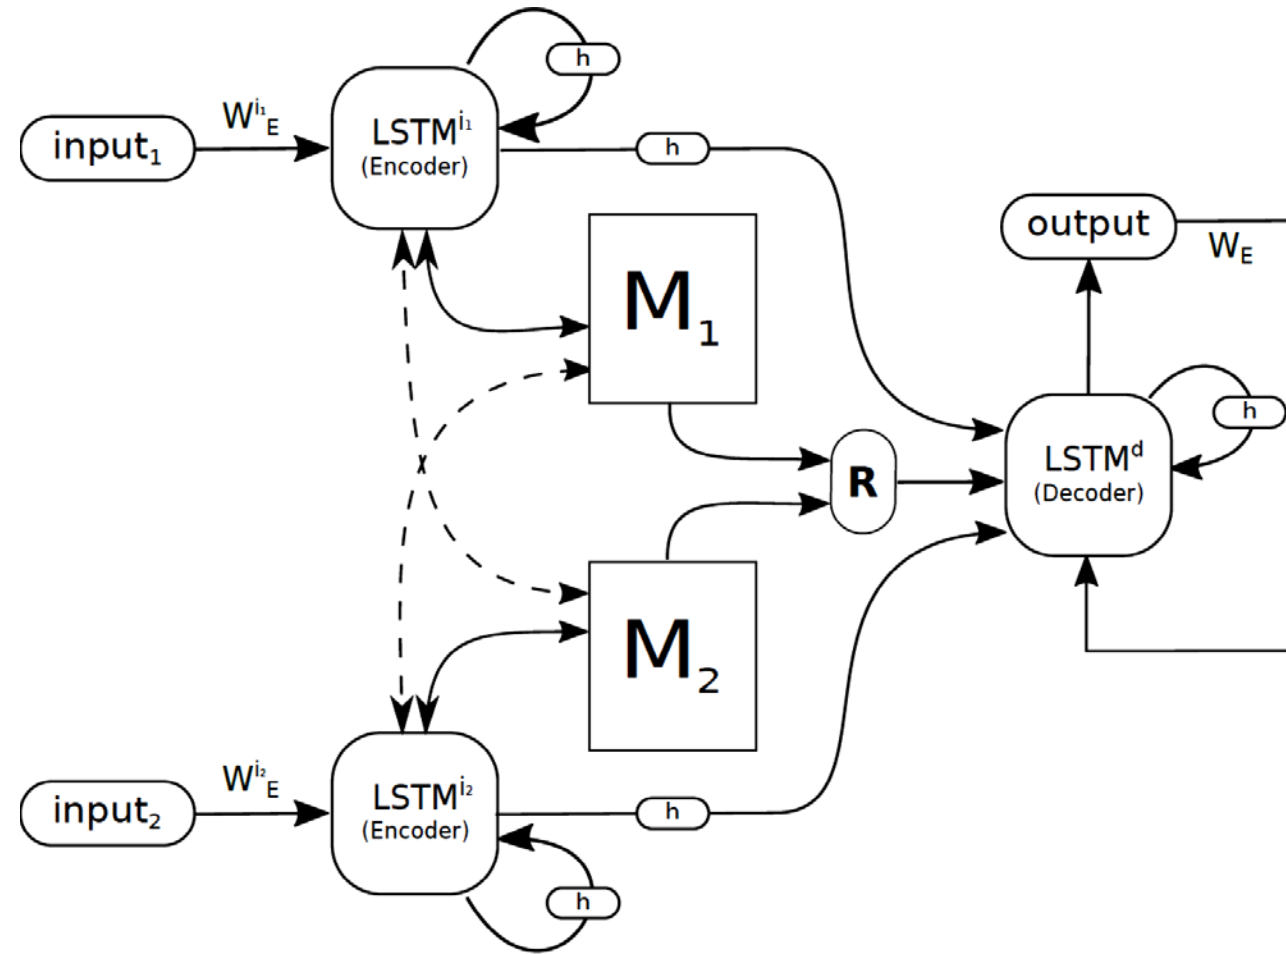 h
W^{i₁}_E
input₁
LSTM^{i₁}
(Encoder)
h
M₁
output
W_E
h
LSTM^d
(Decoder)
R
M₂
W^{i₂}_E
input₂
LSTM^{i₂}
(Encoder)
h
h